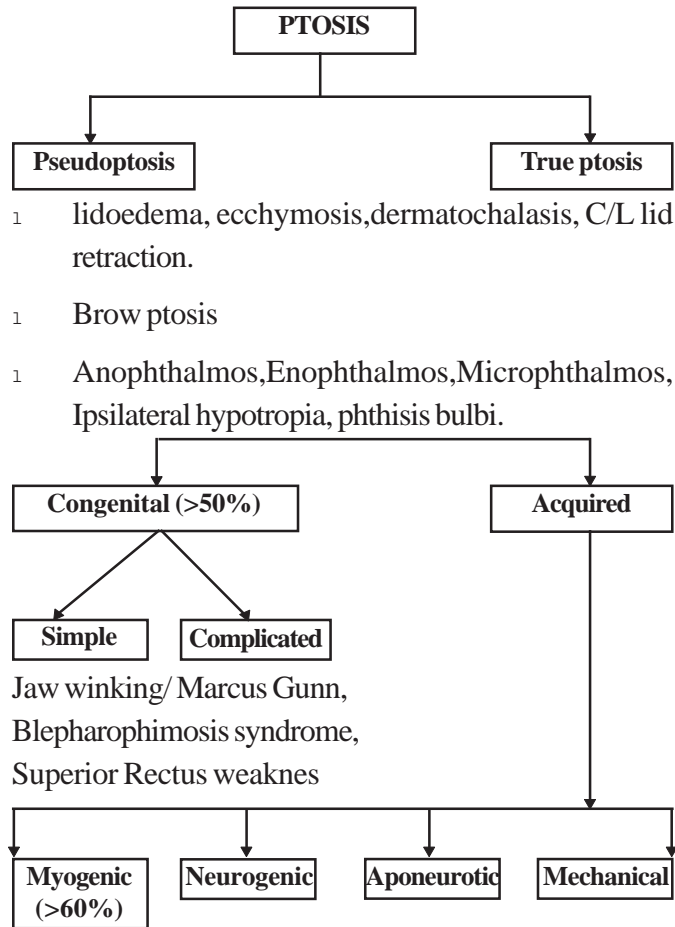 PTOSIS
Pseudoptosis
True ptosis
l lidoedema, ecchymosis,dermatochalasis, C/L lid
retraction.
l Brow ptosis
l Anophthalmos,Enophthalmos,Microphthalmos,
Ipsilateral hypotropia, phthisis bulbi.
Congenital (>50%)
Acquired
Simple
Complicated
Jaw winking/ Marcus Gunn,
Blepharophimosis syndrome,
Superior Rectus weaknes
Myogenic
(>60%)
Neurogenic
Aponeurotic
Mechanical